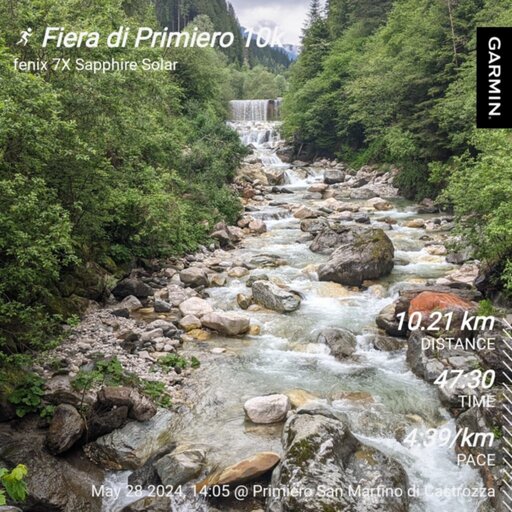 Fiera di Primiero 10k
fenix 7X Sapphire Solar
GARMIN
10.21 km
DISTANCE
47:30
TIME
4:39/km
PACE
May 28 2024, 14:05 @ Primiero San Martino di Castrozza